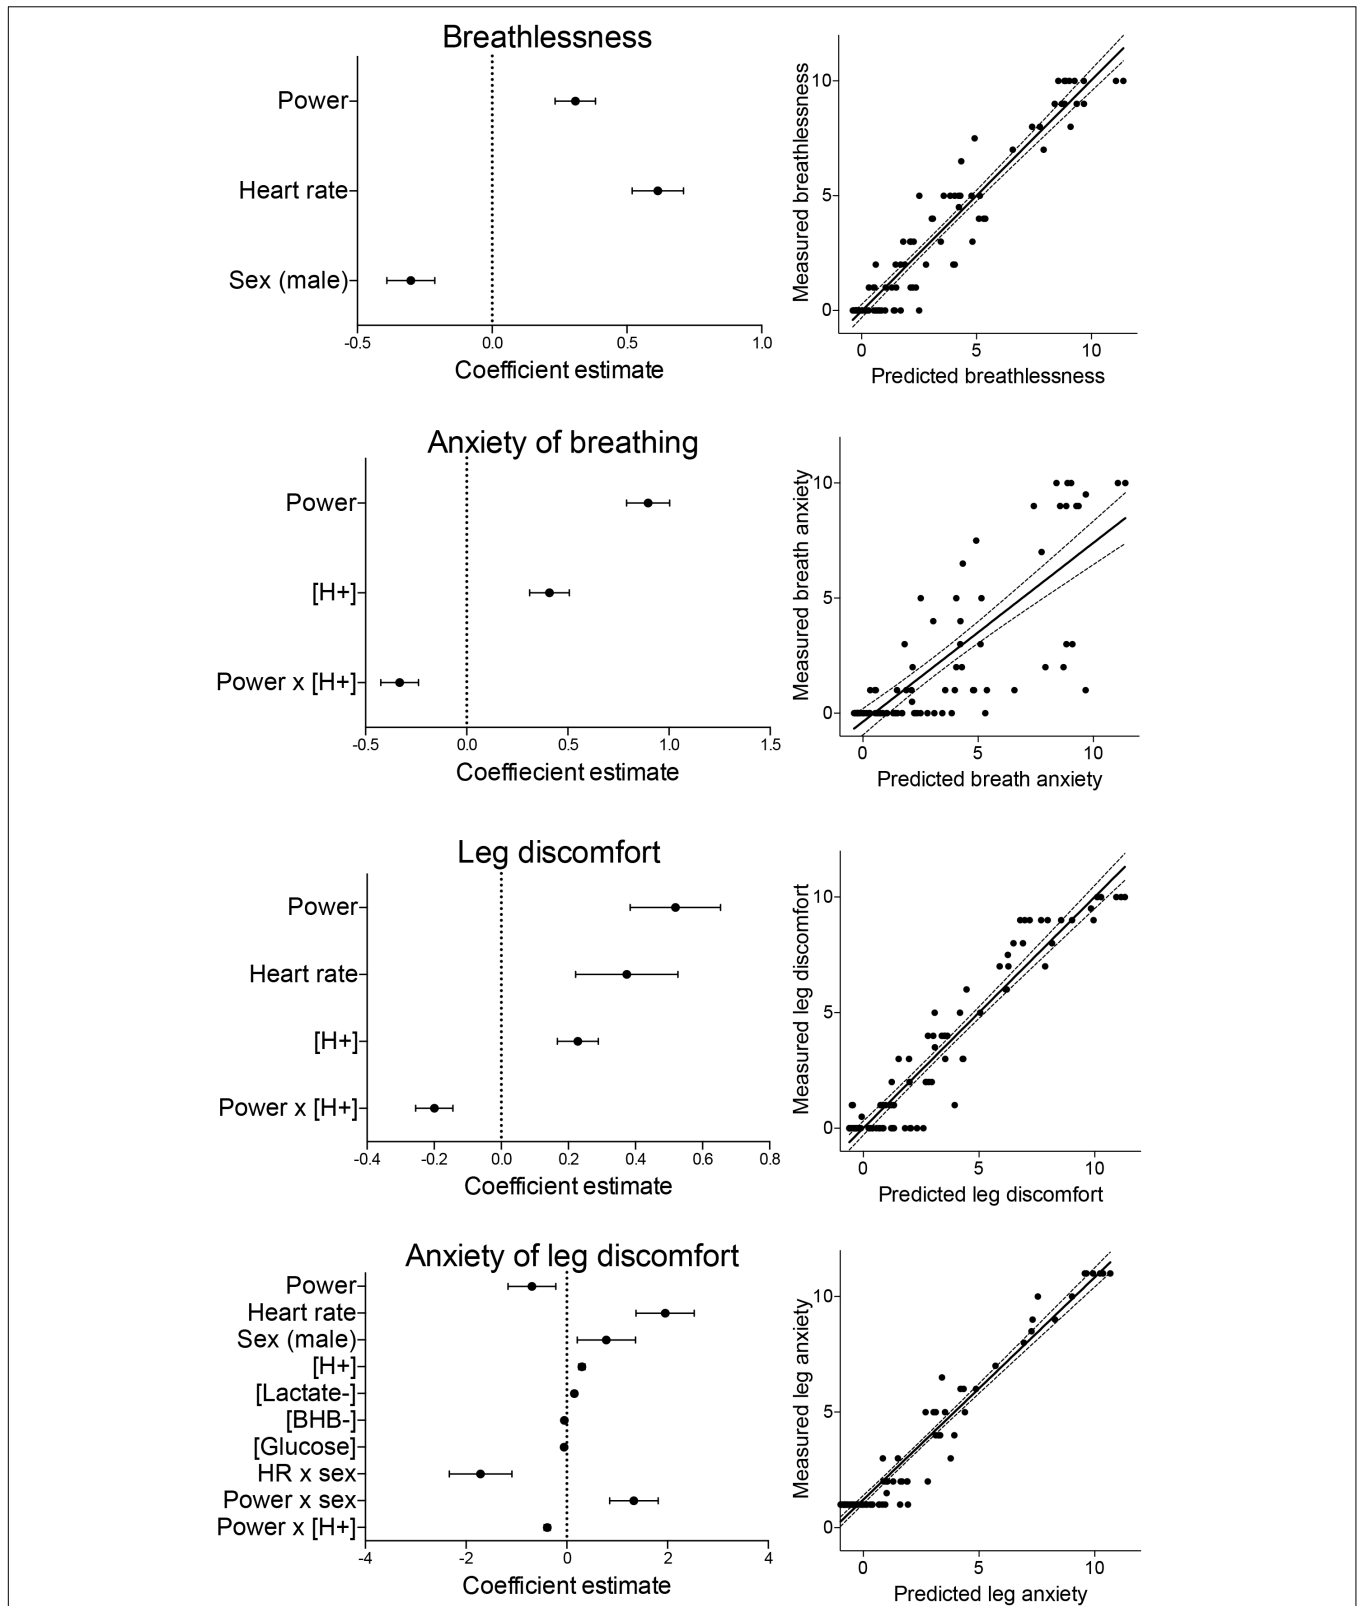 Breathlessness
Power
Heart rate
Sex (male)
-0.5 0.0 0.5 1.0
Coefficient estimate
Measured breathlessness
10
5
0
0 5 10
Predicted breathlessness
Anxiety of breathing
Power
[H+]
Power x [H+]
-0.5 0.0 0.5 1.0 1.5
Coeffiecient estimate
Measured breath anxiety
10
5
0
0 5 10
Predicted breath anxiety
Leg discomfort
Power
Heart rate
[H+]
Power x [H+]
-0.4 -0.2 0.0 0.2 0.4 0.6 0.8
Coefficient estimate
Measured leg discomfort
10
5
0
0 5 10
Predicted leg discomfort
Anxiety of leg discomfort
Power
Heart rate
Sex (male)
[H+]
[Lactate-]
[BHB-]
[Glucose]
HR x sex
Power x sex
Power x [H+]
-4 -2 0 2 4
Coefficient estimate
Measured leg anxiety
10
5
0
0 5 10
Predicted leg anxiety